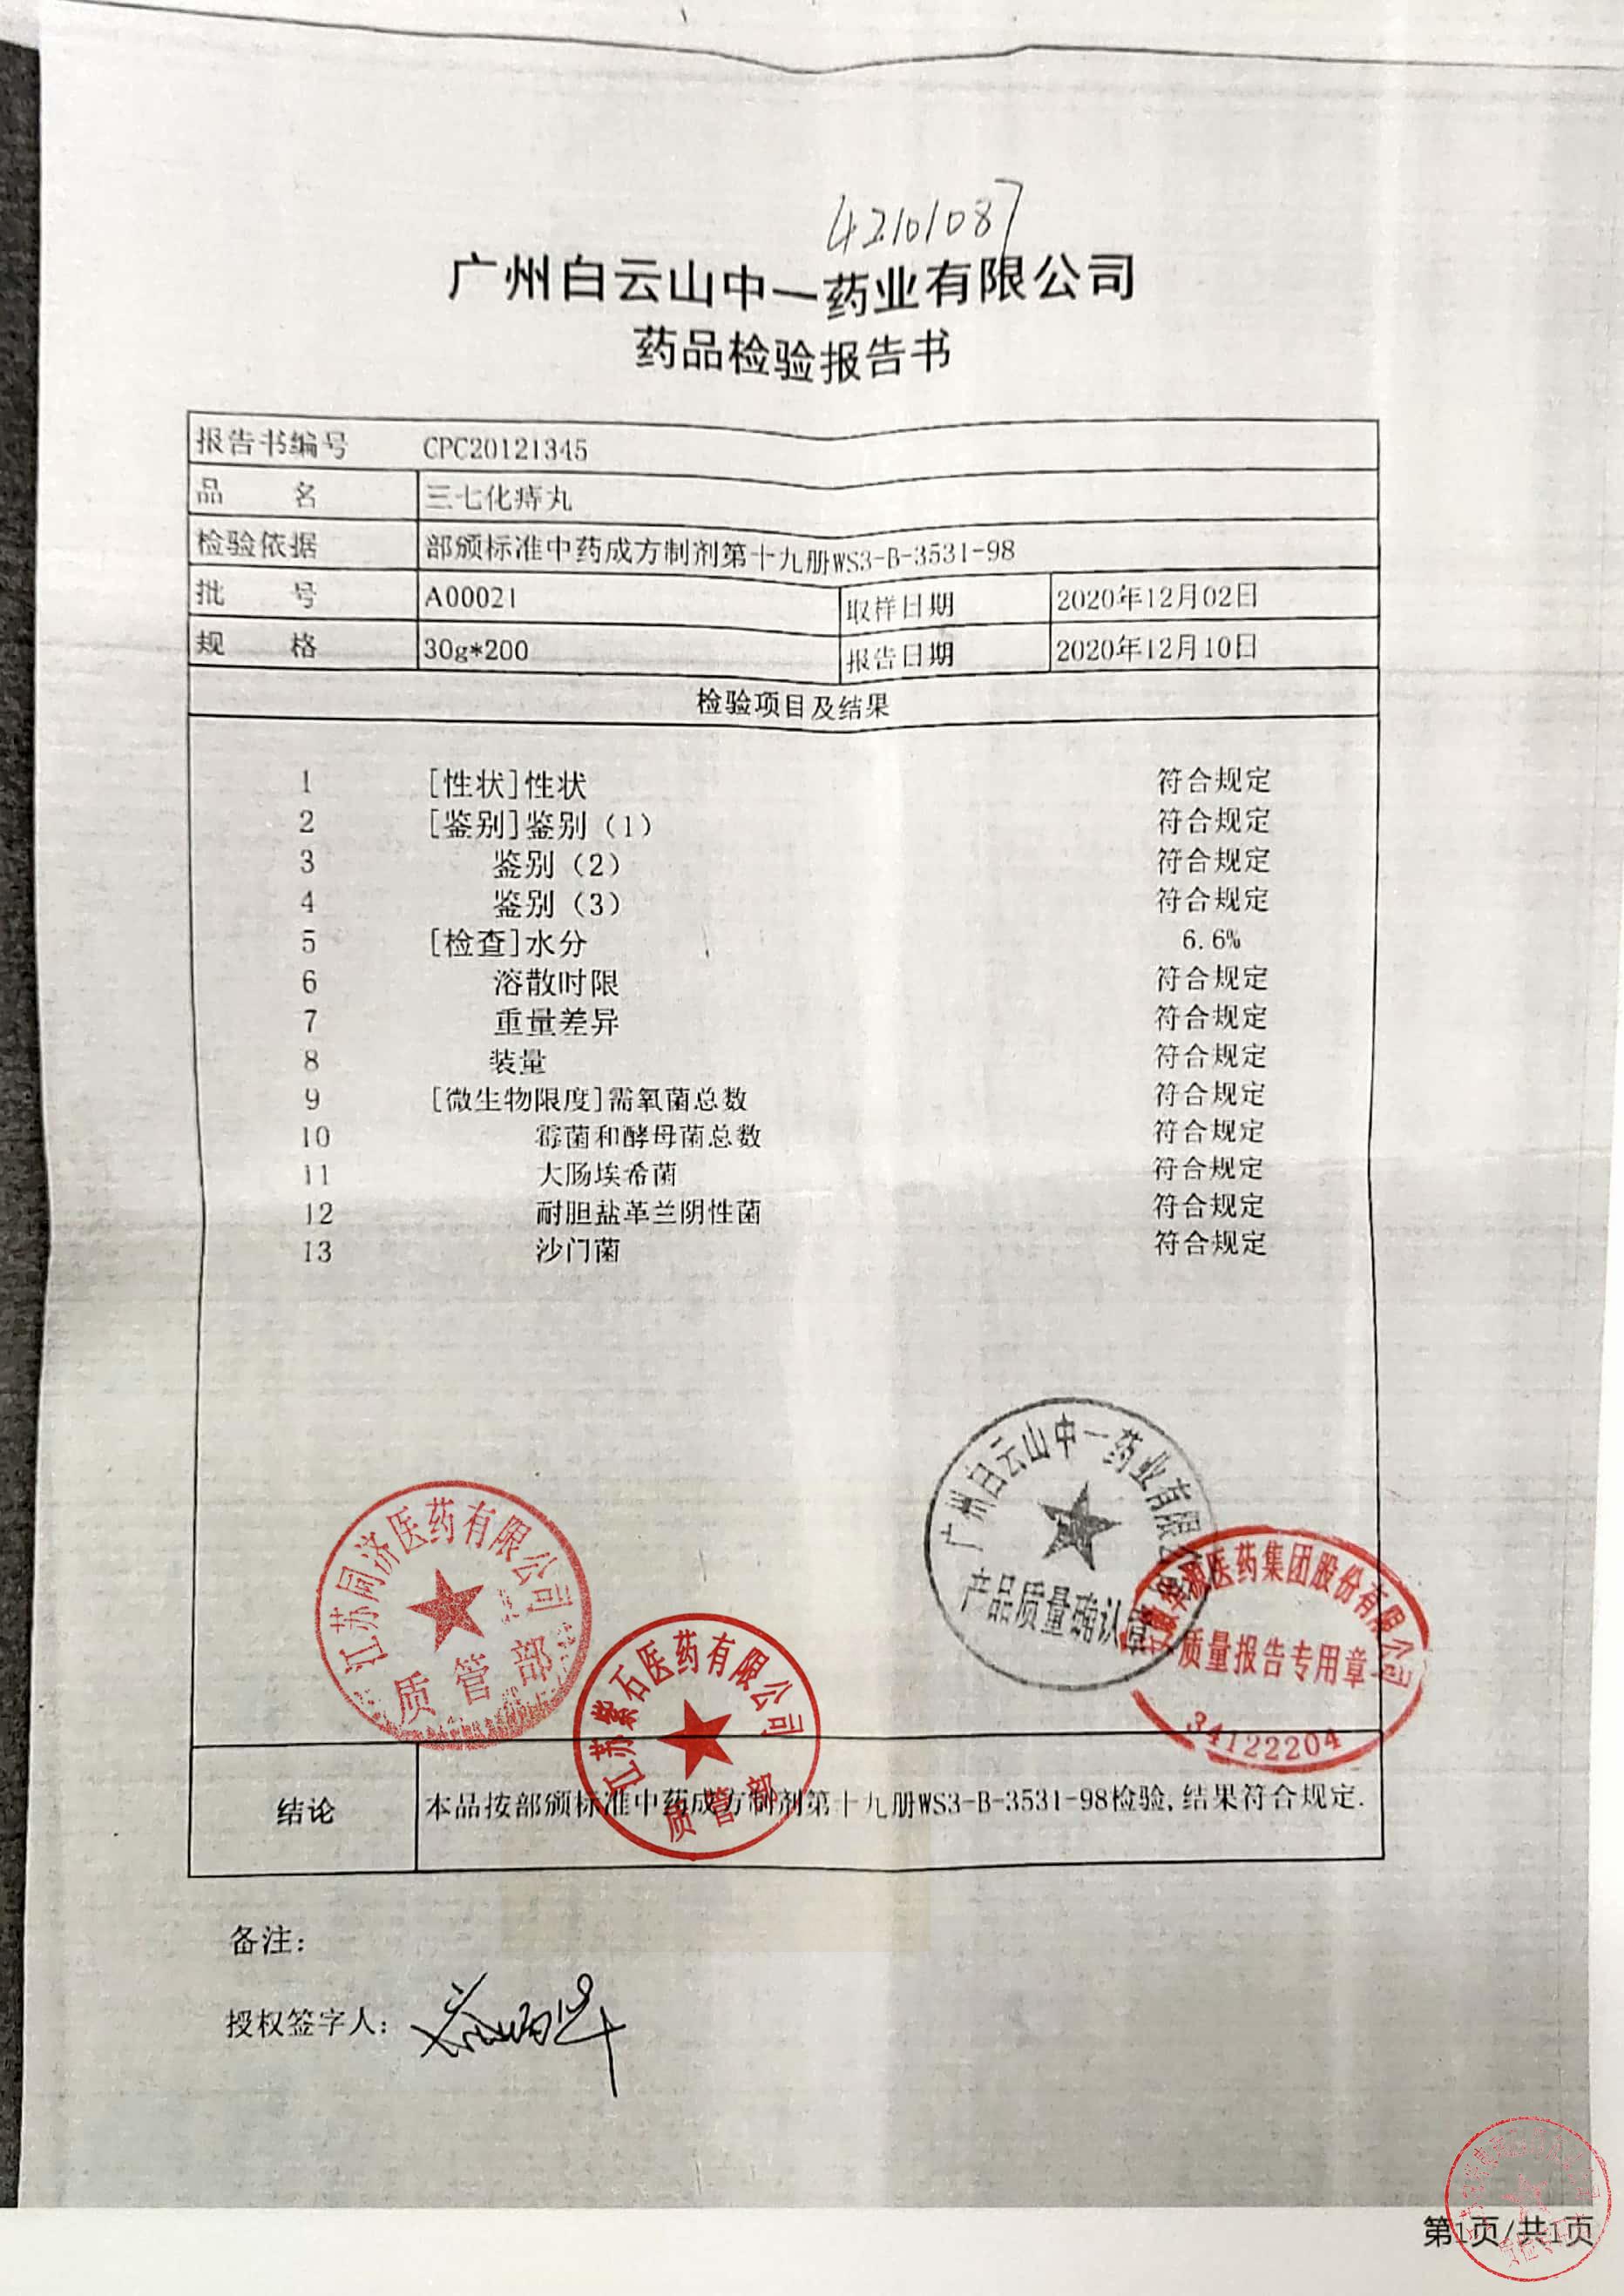 42101087
广州白云山中一药业有限公司
药品检验报告书
报告书编号 CPC20121345
品 名 三七化痔丸
检验依据 部颁标准中药成方制剂第十九册WS3-B-3531-98
批 号 A00021 取样日期 2020年12月02日
规 格 30g*200 报告日期 2020年12月10日
检验项目及结果
1 [性状]性状 符合规定
2 [鉴别]鉴别（1） 符合规定
3 鉴别（2） 符合规定
4 鉴别（3） 符合规定
5 [检查]水分 6.6%
6 溶散时限 符合规定
7 重量差异 符合规定
8 装量 符合规定
9 [微生物限度]需氧菌总数 符合规定
10 霉菌和酵母菌总数 符合规定
11 大肠埃希菌 符合规定
12 耐胆盐革兰阴性菌 符合规定
13 沙门菌 符合规定
广州白云山中一药业有限公
产品质量确认章
江苏同济医药有限公司
质管部
医药集团股份有限公司
质量报告专用章
34122204
江苏紫石医药有限公司
质管部
结论 本品按部颁标准中药成方制剂第十九册WS3-B-3531-98检验,结果符合规定.
备注：
授权签字人：
第1页/共1页